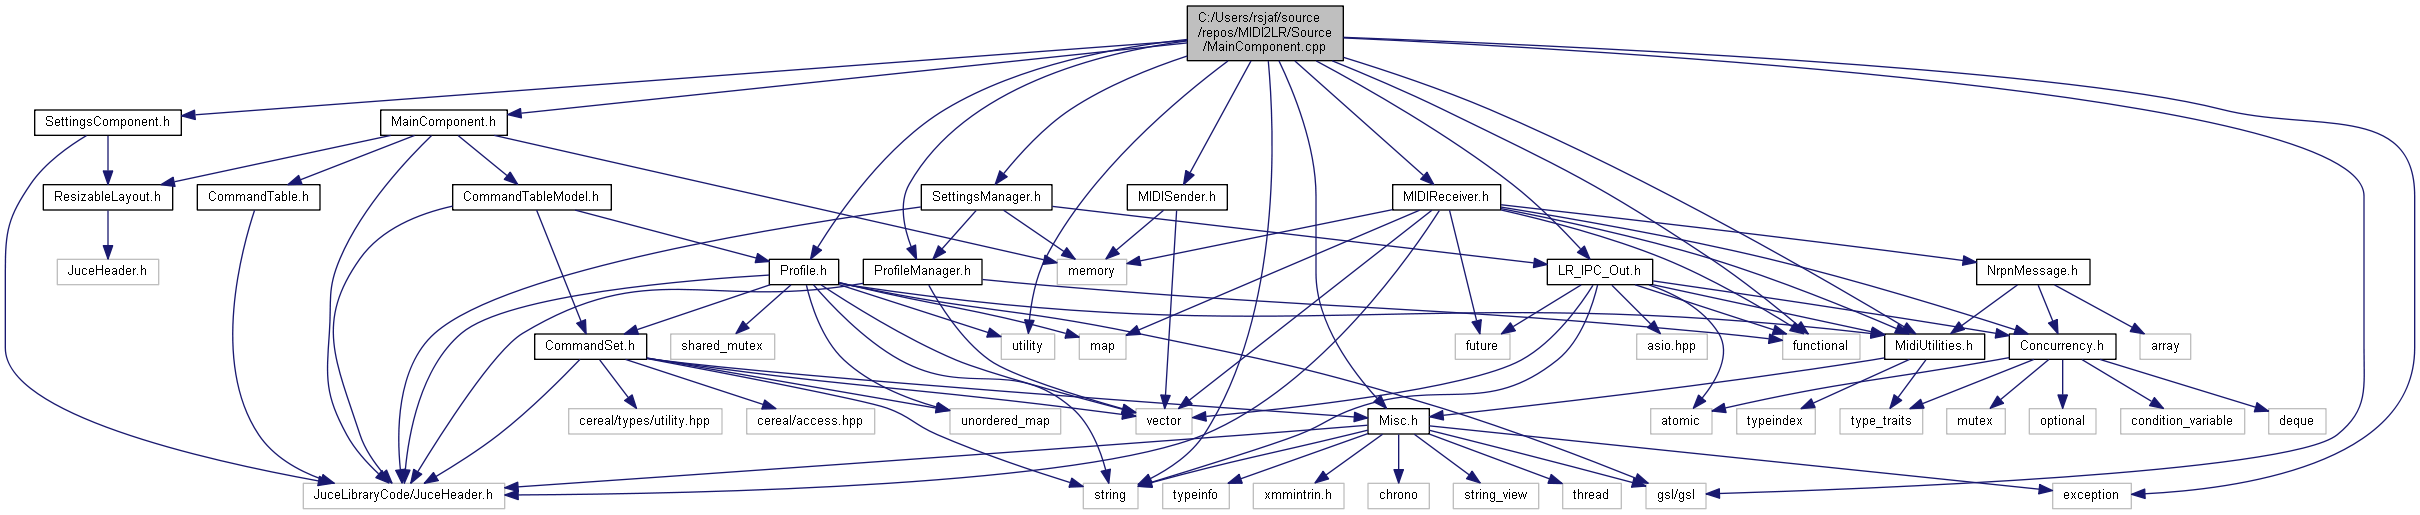 C:/Users/rsjaf/source
/repos/MIDI2LR/Source
/MainComponent.cpp
SettingsComponent.h
MainComponent.h
ResizableLayout.h
CommandTable.h
CommandTableModel.h
SettingsManager.h
MIDISender.h
MIDIReceiver.h
JuceHeader.h
Profile.h
ProfileManager.h
memory
LR_IPC_Out.h
NrpnMessage.h
CommandSet.h
shared_mutex
utility
map
future
asio.hpp
functional
MidiUtilities.h
Concurrency.h
array
cereal/types/utility.hpp
cereal/access.hpp
unordered_map
vector
Misc.h
atomic
typeindex
type_traits
mutex
optional
condition_variable
deque
JuceLibraryCode/JuceHeader.h
string
typeinfo
xmmintrin.h
chrono
string_view
thread
gsl/gsl
exception